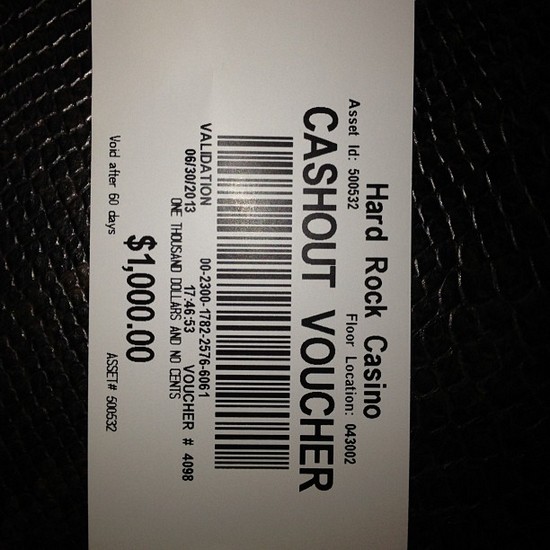 Hard Rock Casino
Asset Id: 500532 Floor Location: 043002
CASHOUT VOUCHER
VALIDATION 00-2300-1782-2576-6061
06/30/2013 17:46:53 VOUCHER # 4098
ONE THOUSAND DOLLARS AND NO CENTS
$1,000.00
Void after 60 days ASSET# 500532